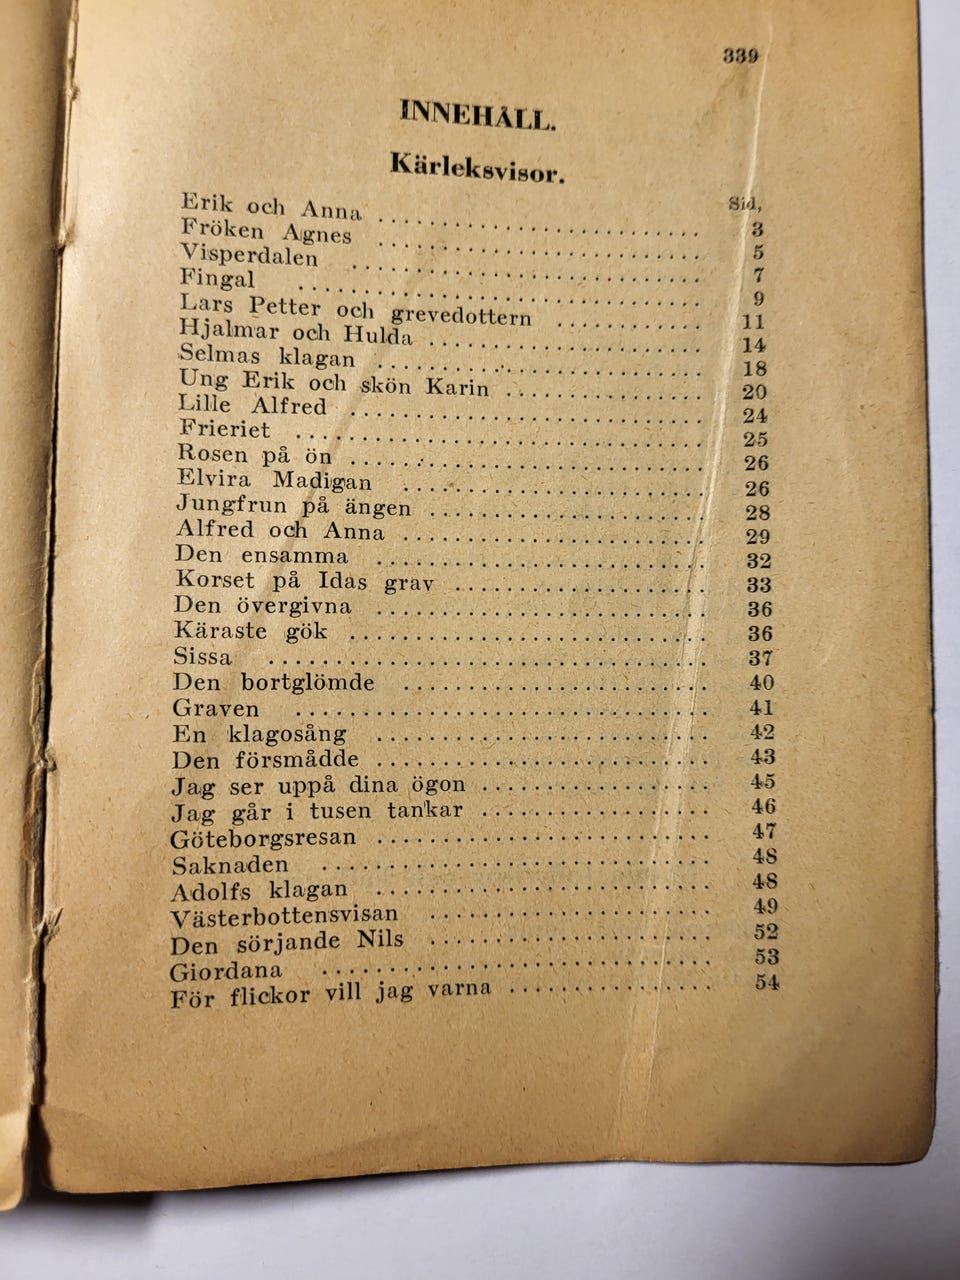 339
INNEHÅLL.
Kärleksvisor.
Sid,
Erik och Anna ........................ 3
Fröken Agnes ........................ 5
Visperdalen ........................ 7
Fingal ........................ 9
Lars Petter och grevedottern ........... 11
Hjalmar och Hulda ..................... 14
Selmas klagan ........................ 18
Ung Erik och skön Karin ............... 20
Lille Alfred ........................ 24
Frieriet ........................ 25
Rosen på ön ........................ 26
Elvira Madigan ....................... 26
Jungfrun på ängen ..................... 28
Alfred och Anna ....................... 29
Den ensamma ........................ 32
Korset på Idas grav ................... 33
Den övergivna ........................ 36
Käraste gök ........................ 36
Sissa ........................ 37
Den bortglömde ....................... 40
Graven ........................ 41
En klagosång ........................ 42
Den försmådde ........................ 43
Jag ser uppå dina ögon ................ 45
Jag går i tusen tankar ................ 46
Göteborgsresan ........................ 47
Saknaden ........................ 48
Adolfs klagan ........................ 48
Västerbottensvisan ..................... 49
Den sörjande Nils ..................... 52
Giordana ........................ 53
För flickor vill jag varna ............... 54